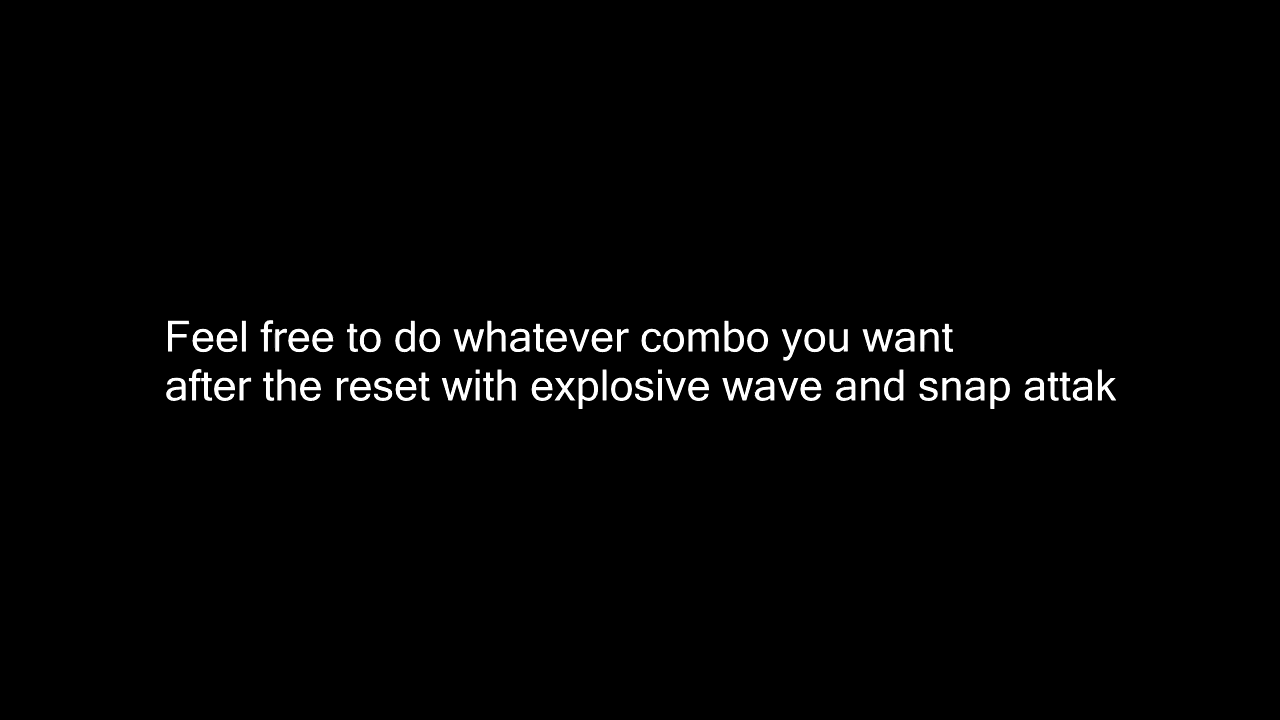 Feel free to do whatever combo you want
after the reset with explosive wave and snap attak